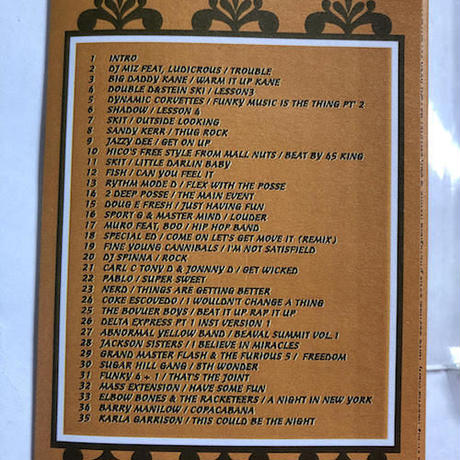 1 INTRO
2 DJ MIZ FEAT, LUDICROUS / TROUBLE
3 BIG DADDY KANE / WARM IT UP KANE
4 DOUBLE D&STEIN SKI / LESSON3
5 DYNAMIC CORVETTES / FUNKY MUSIC IS THE THING PT 2
6 SHADOW / LESSON 4
7 SKIT / OUTSIDE LOOKING
8 SANDY KERR / THUG ROCK
9 JAZZY DEE / GET ON UP
10 HICO'S FREE STYLE FROM MALL NUTS / BEAT BY 45 KING
11 SKIT / LITTLE DARLIN BABY
12 FISH / CAN YOU FEEL IT
13 RYTHM MODE D / FLEX WITH THE POSSE
14 2 DEEP POSSE / THE MAIN EVENT
15 DOUG E FRESH / JUST HAVING FUN
16 SPORT G & MASTER MIND / LOUDER
17 MURO FEAT, BOO / HIP HOP BAND
18 SPECIAL ED / COME ON LET'S GET MOVE IT (REMIX)
19 FINE YOUNG CANNIBALS / I'M NOT SATISFIELD
20 DJ SPINNA / ROCK
21 CARL C TONY D & JONNNY D / GET WICKED
22 PABLO / SUPER SWEET
23 NERD / THINGS ARE GETTING BETTER
24 COKE ESCOVEDO / I WOULDN'T CHANGE A THING
25 THE BOVUER BOYS / BEAT IT UP RAP IT UP
26 DELTA EXPRESS PT 1 INST VERSION 1
27 ABNORMAL YELLOW BAND / BEAVAL SUMMIT VOL.1
28 JACKSON SISTERS / I BELIEVE IN MIRACLES
29 GRAND MASTER FLASH & THE FURIOUS 5 / FREEDOM
30 SUGAR HILL GANG / 8TH WONDER
31 FUNKY 4 + 1 / THAT'S THE JOINT
32 MASS EXTENSION / HAVE SOME FUN
33 ELBOW BONES & THE RACKETEERS / A NIGHT IN NEW YORK
34 BARRY MANILOW / COPACABANA
35 KARLA GARRISON / THIS COULD BE THE NIGHT